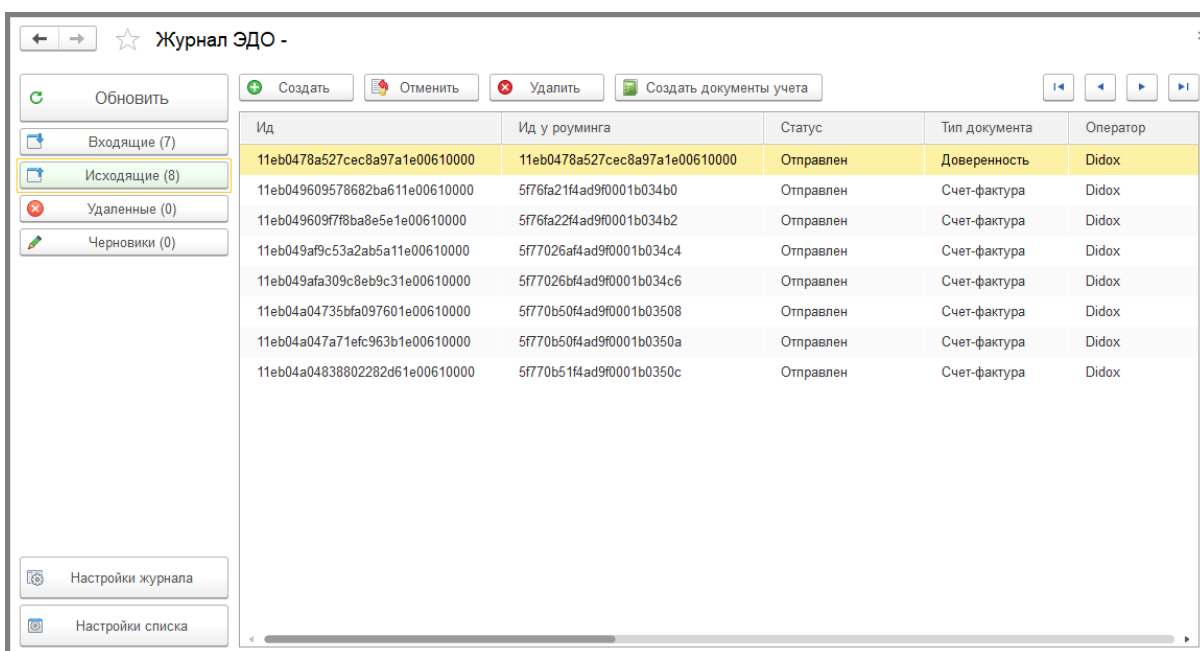 Журнал ЭДО -
Обновить
Входящие (7)
Исходящие (8)
Удаленные (0)
Черновики (0)
Настройки журнала
Настройки списка
Создать Отменить Удалить Создать документы учета
Ид Ид у роуминга Статус Тип документа Оператор
11eb0478a527cec8a97a1e00610000 11eb0478a527cec8a97a1e00610000 Отправлен Доверенность Didox
11eb049609578682ba611e00610000 5f76fa21f4ad9f0001b034b0 Отправлен Счет-фактура Didox
11eb049609f7f8ba8e5e1e00610000 5f76fa22f4ad9f0001b034b2 Отправлен Счет-фактура Didox
11eb049af9c53a2ab5a11e00610000 5f77026af4ad9f0001b034c4 Отправлен Счет-фактура Didox
11eb049afa309c8eb9c31e00610000 5f77026bf4ad9f0001b034c6 Отправлен Счет-фактура Didox
11eb04a04735bfa097601e00610000 5f770b50f4ad9f0001b03508 Отправлен Счет-фактура Didox
11eb04a047a71efc963b1e00610000 5f770b50f4ad9f0001b0350a Отправлен Счет-фактура Didox
11eb04a04838802282d61e00610000 5f770b51f4ad9f0001b0350c Отправлен Счет-фактура Didox